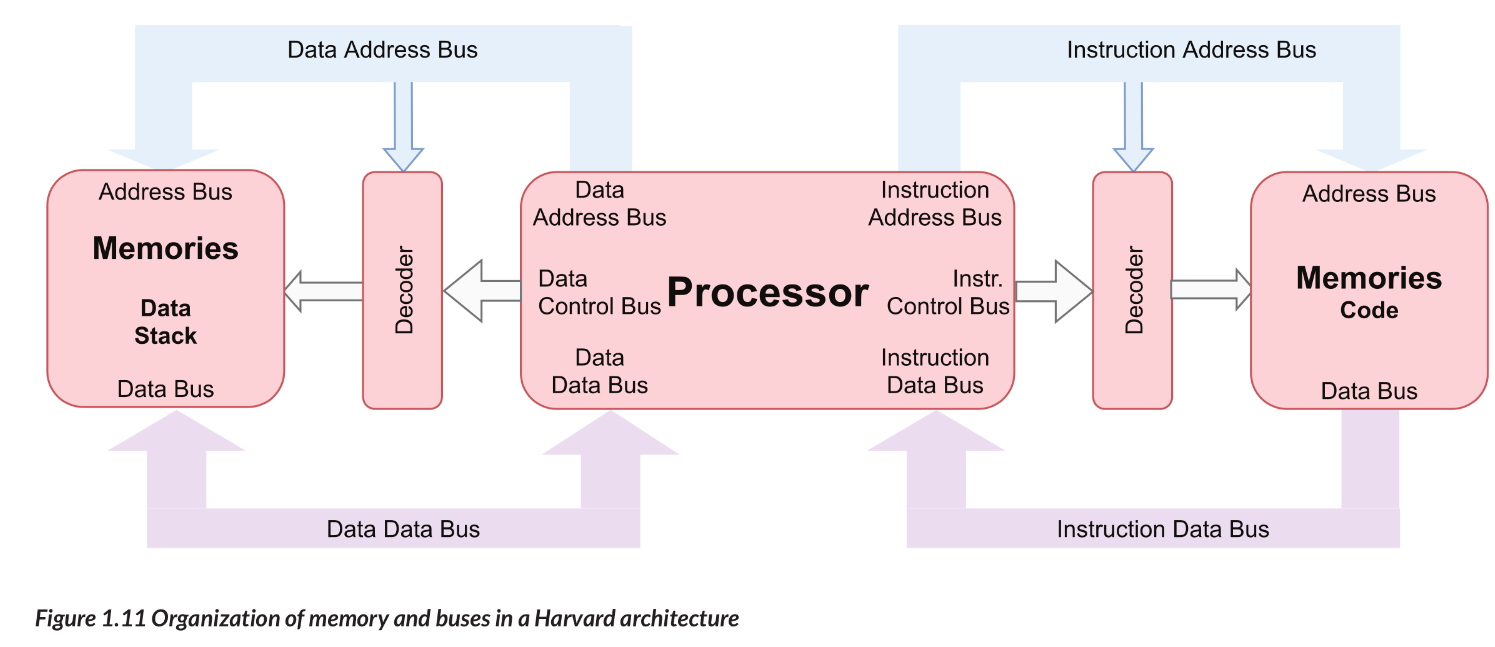 Data Address Bus
Instruction Address Bus
Address Bus
Memories
Data
Stack
Data Bus
Decoder
Data
Address Bus
Data
Control Bus
Data
Data Bus
Processor
Instruction
Address Bus
Instr.
Control Bus
Instruction
Data Bus
Decoder
Address Bus
Memories
Code
Data Bus
Data Data Bus
Instruction Data Bus
Figure 1.11 Organization of memory and buses in a Harvard architecture